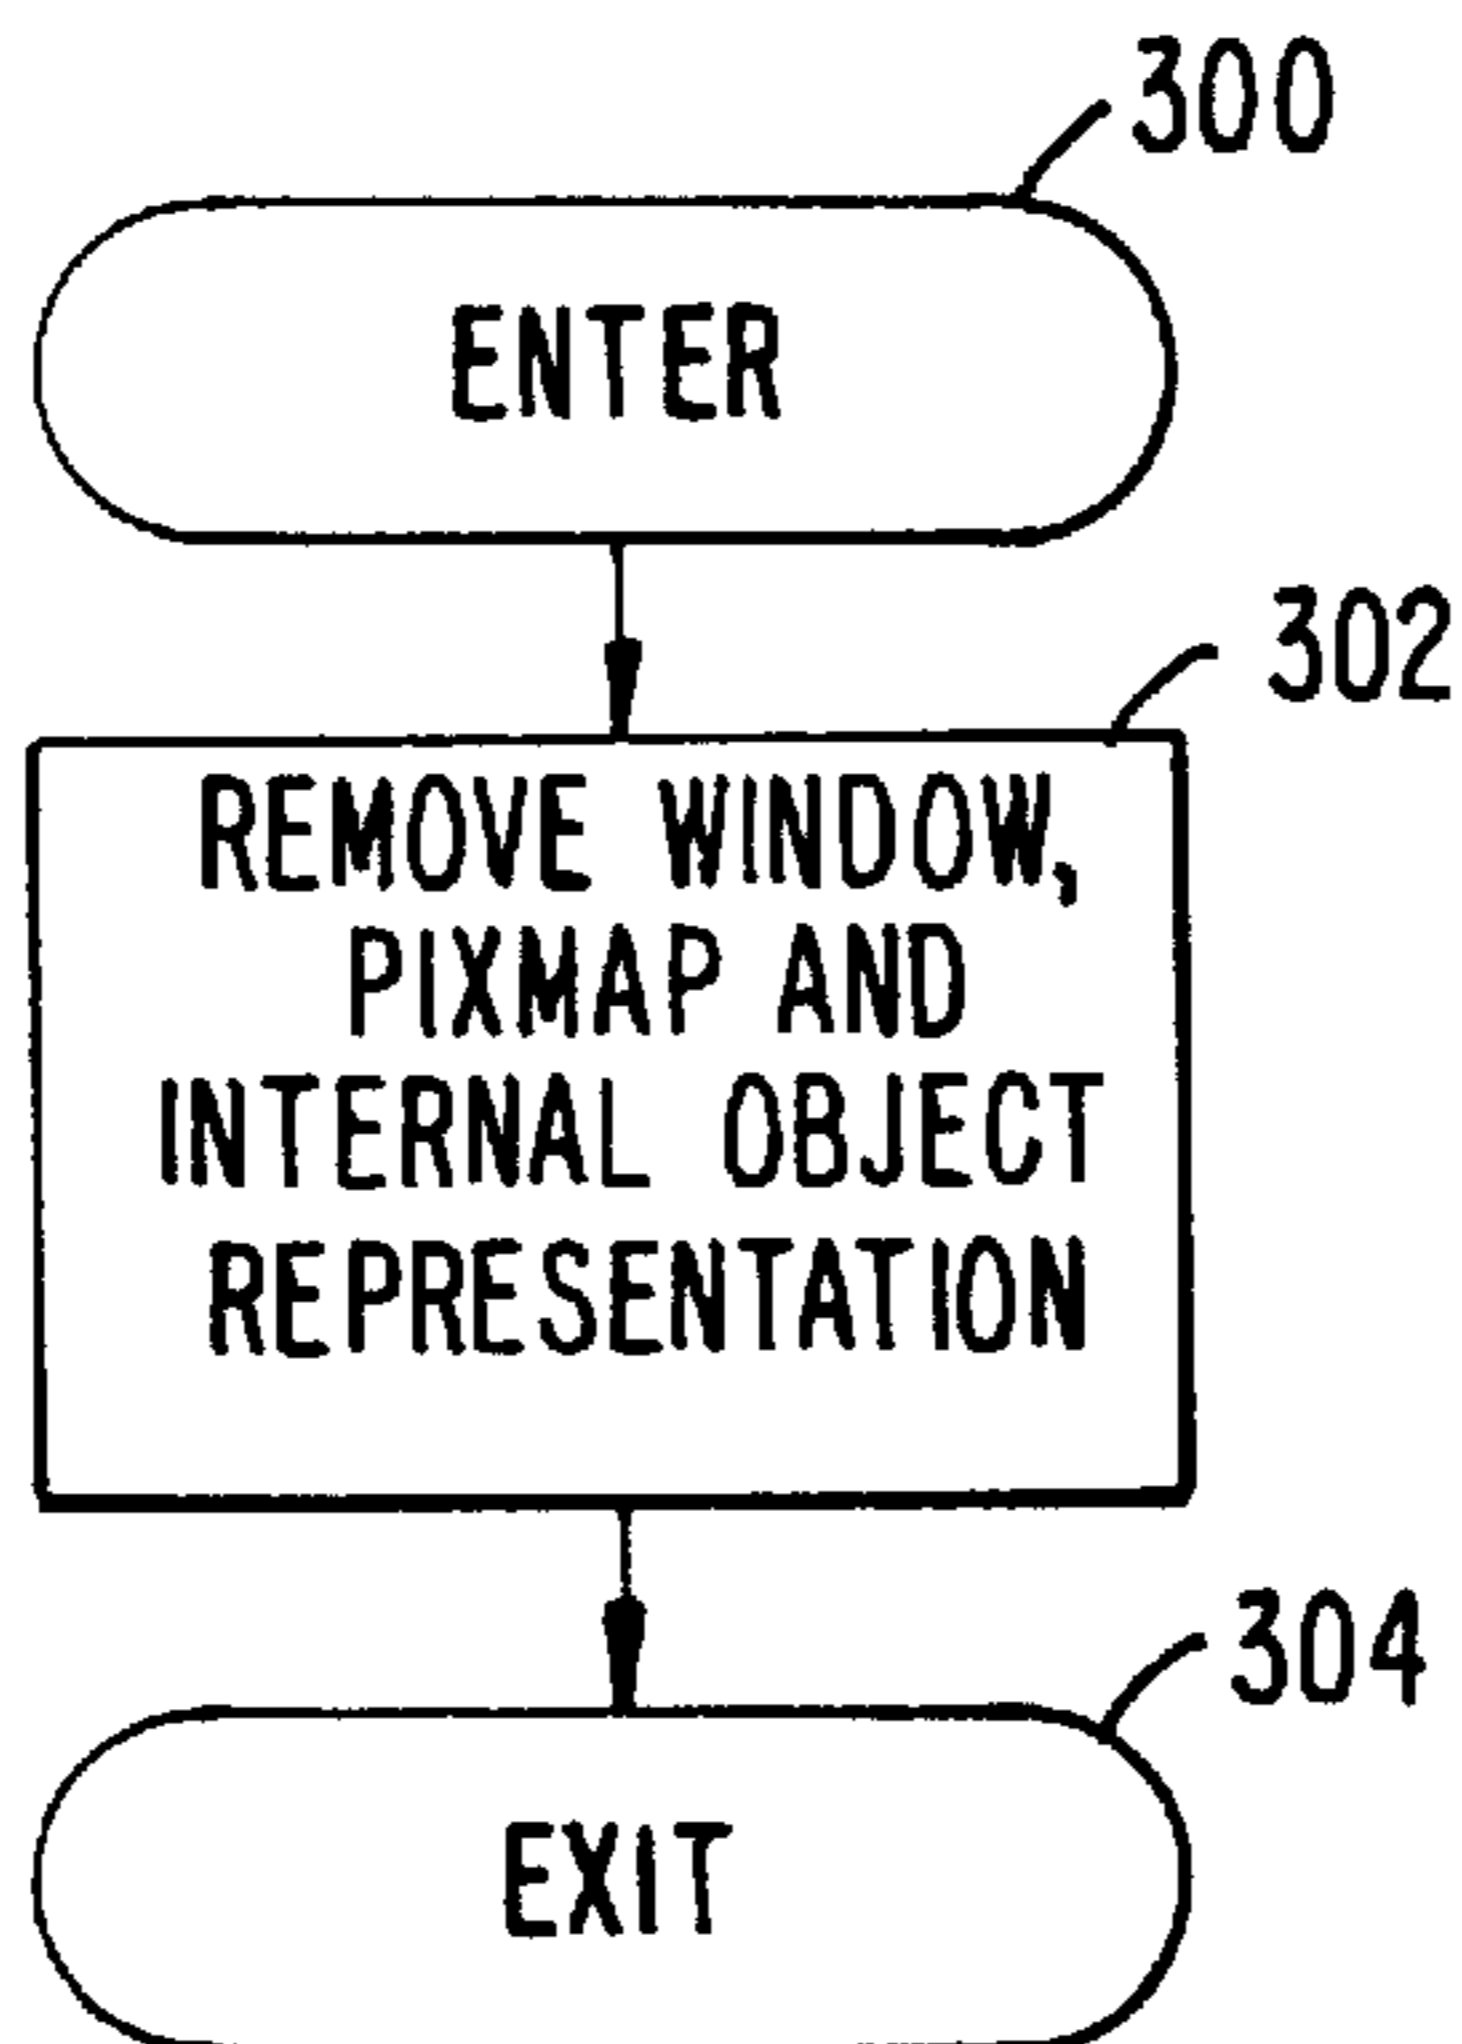 300
ENTER
302
REMOVE WINDOW,
PIXMAP AND
INTERNAL OBJECT
REPRESENTATION
304
EXIT